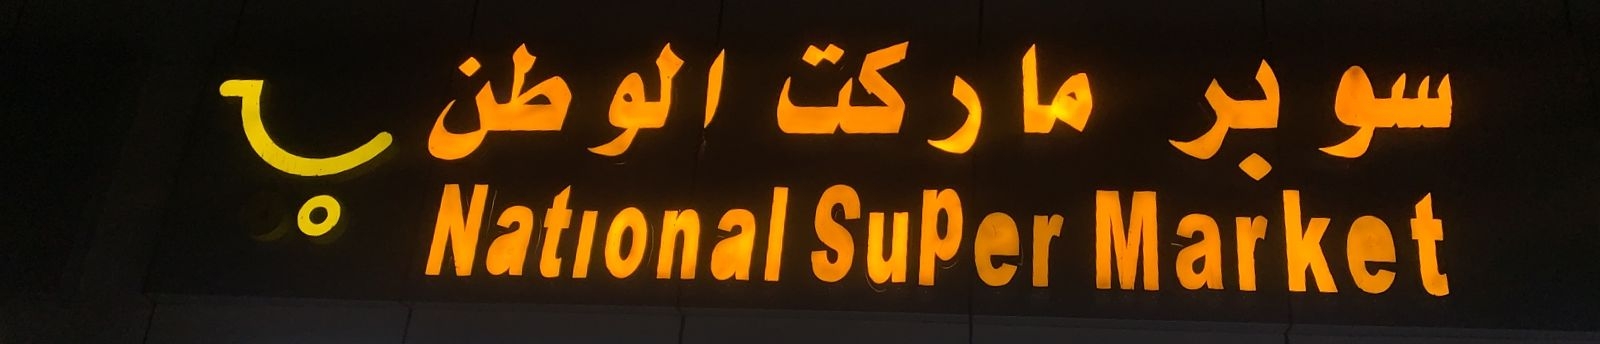 سوبر ماركت الوطن
National Super Market